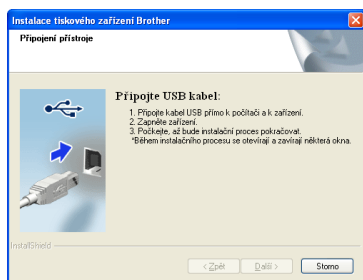 Instalace tiskového zařízení Brother
Připojení přístroje
Připojte USB kabel:
1. Připojte kabel USB přímo k počítači a k zařízení.
2. Zapněte zařízení.
3. Počkejte, až bude instalační proces pokračovat.
*Během instalačního procesu se otevírají a zavírají některá okna.
InstallShield
< Zpět Další > Storno